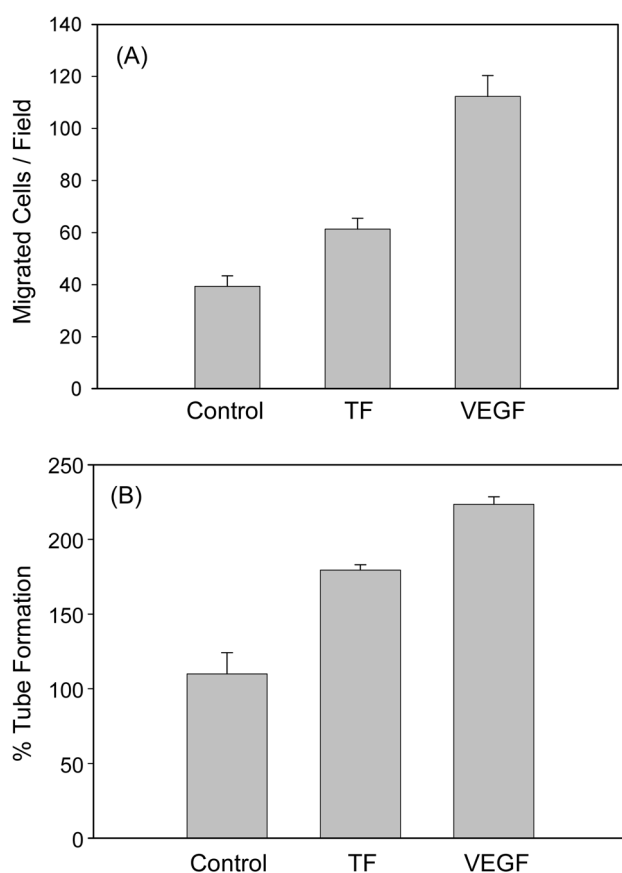 (A)
Migrated Cells / Field
140
120
100
80
60
40
20
0
Control TF VEGF
(B)
% Tube Formation
250
200
150
100
50
0
Control TF VEGF